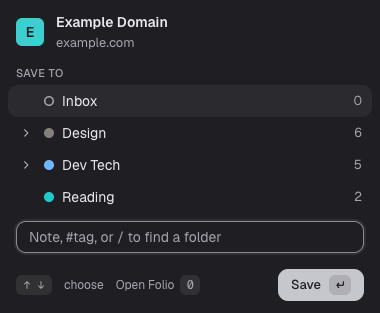 E
Example Domain
example.com
SAVE TO
Inbox 0
Design 6
Dev Tech 5
Reading 2
Note, #tag, or / to find a folder
↑ ↓ choose Open Folio 0 Save ↵